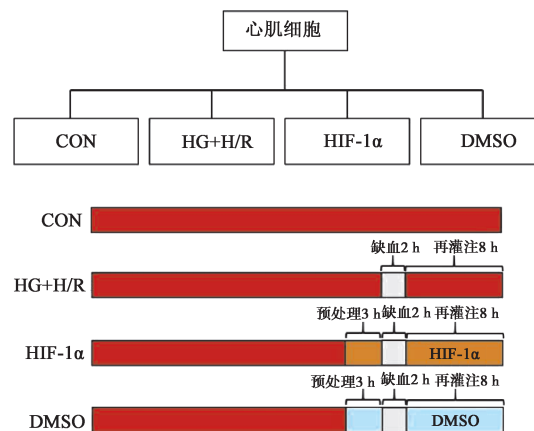 心肌细胞
CON
HG+H/R
HIF-1α
DMSO
CON
缺血2 h 再灌注8 h
HG+H/R
预处理3 h 缺血2 h 再灌注8 h
HIF-1α HIF-1α
预处理3 h 缺血2 h 再灌注8 h
DMSO DMSO